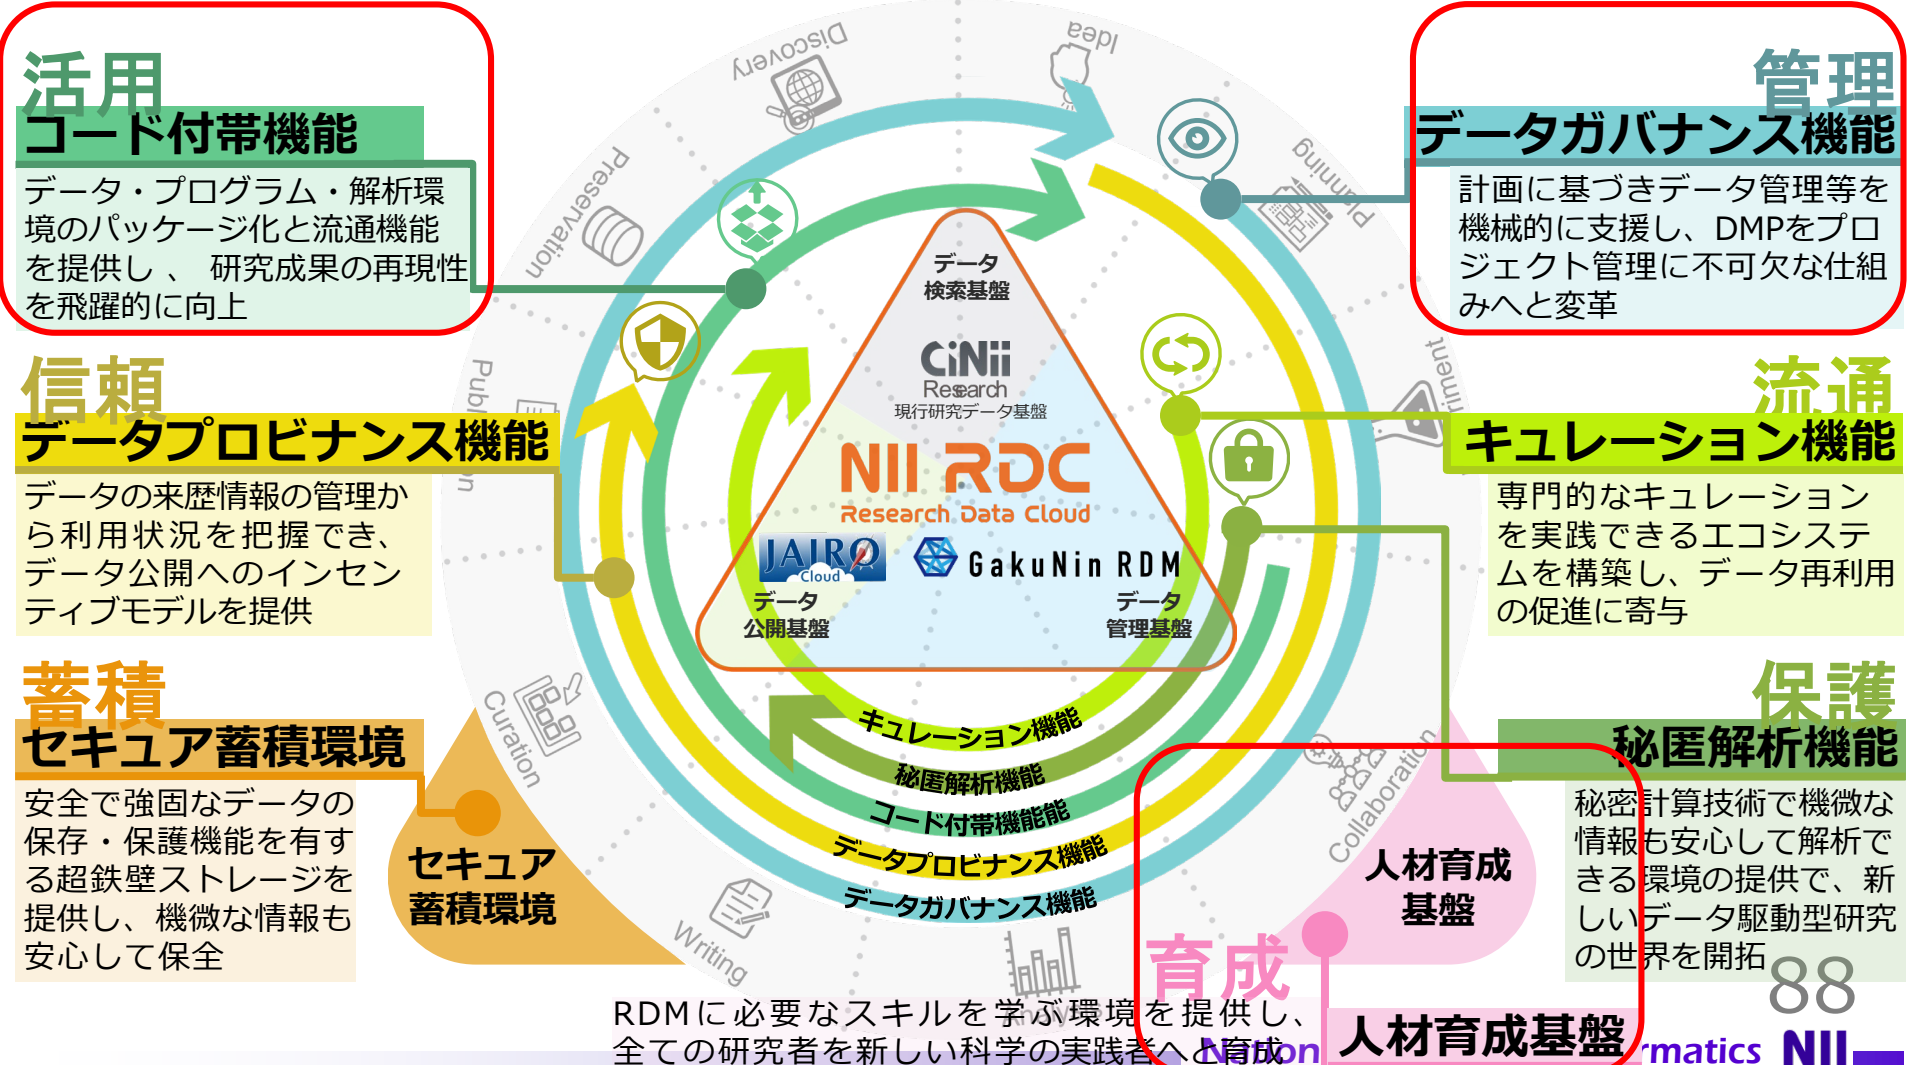 活用
コード付帯機能
データ・プログラム・解析環
境のパッケージ化と流通機能
を提供し 、 研究成果の再現性
を飛躍的に向上
信頼
データプロビナンス機能
データの来歴情報の管理か
ら利用状況を把握でき、
データ公開へのインセン
ティブモデルを提供
蓄積
セキュア蓄積環境
安全で強固なデータの
保存・保護機能を有す
る超鉄壁ストレージを
提供し、機微な情報も
安心して保全
セキュア
蓄積環境
Discovery
Idea
Preservation
Planning
Curation
Writing
Collaboration
データ
検索基盤
CiNii
Research
現行研究データ基盤
NII RDC
Research Data Cloud
JAIRO
Cloud
GakuNin RDM
データ
公開基盤
データ
管理基盤
キュレーション機能
秘匿解析機能
コード付帯機能能
データプロビナンス機能
データガバナンス機能
管理
データガバナンス機能
計画に基づきデータ管理等を
機械的に支援し、DMPをプロ
ジェクト管理に不可欠な仕組
みへと変革
流通
キュレーション機能
専門的なキュレーション
を実践できるエコシステ
ムを構築し、データ再利用
の促進に寄与
保護
秘匿解析機能
秘密計算技術で機微な
情報も安心して解析で
きる環境の提供で、新
しいデータ駆動型研究
の世界を開拓
人材育成
基盤
育成
人材育成基盤
RDMに必要なスキルを学ぶ環境を提供し、
全ての研究者を新しい科学の実践者へと育成
88
NII